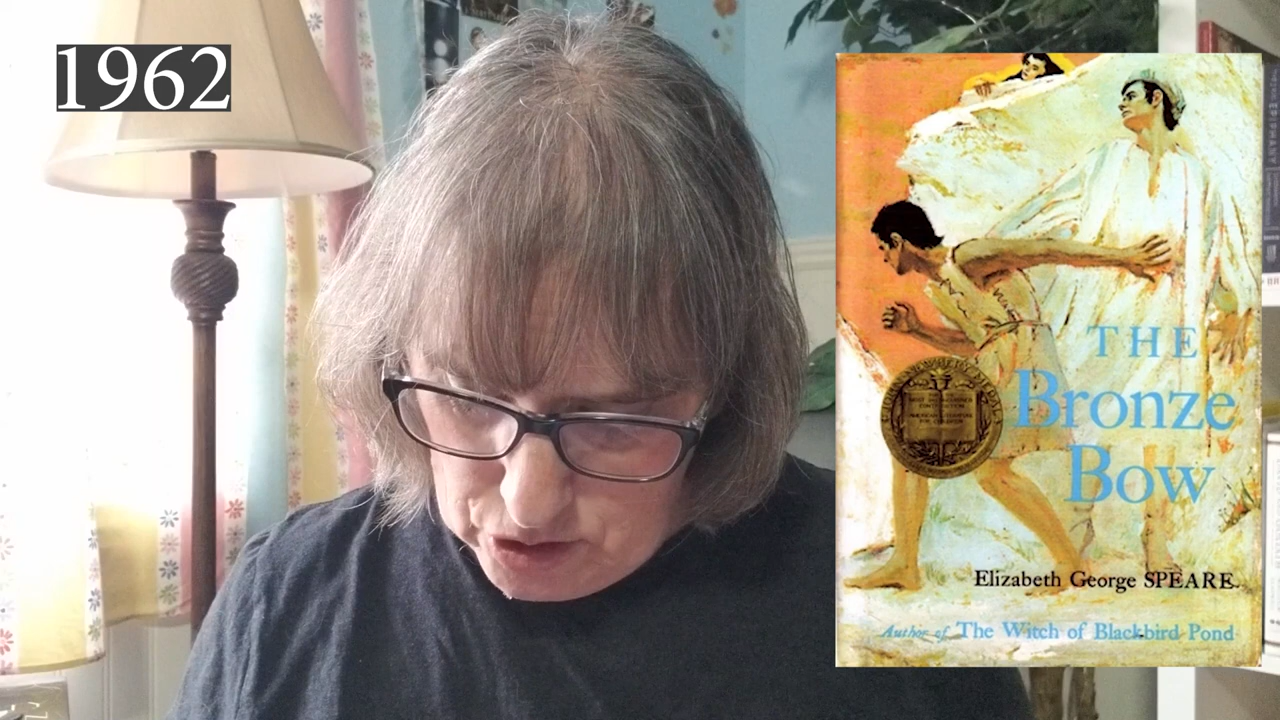 1962
THE
Bronze
Bow
Elizabeth George SPEARE
Author of The Witch of Blackbird Pond